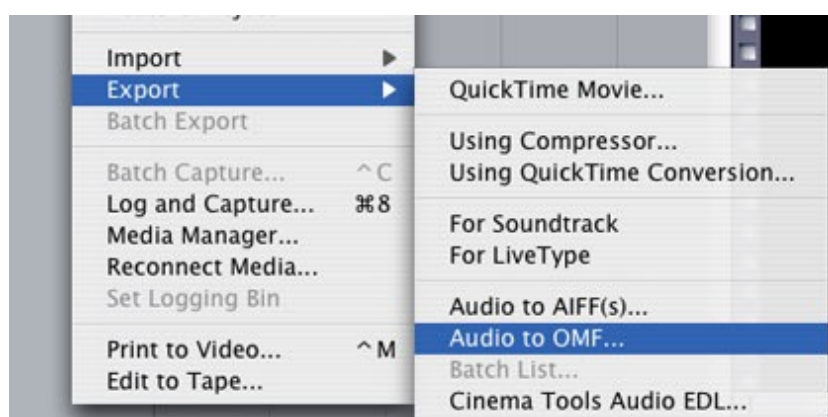 Import
Export
Batch Export
Batch Capture... ^C
Log and Capture... ⌘8
Media Manager...
Reconnect Media...
Set Logging Bin
Print to Video... ^M
Edit to Tape...
QuickTime Movie...
Using Compressor...
Using QuickTime Conversion...
For Soundtrack
For LiveType
Audio to AIFF(s)...
Audio to OMF...
Batch List...
Cinema Tools Audio EDL...